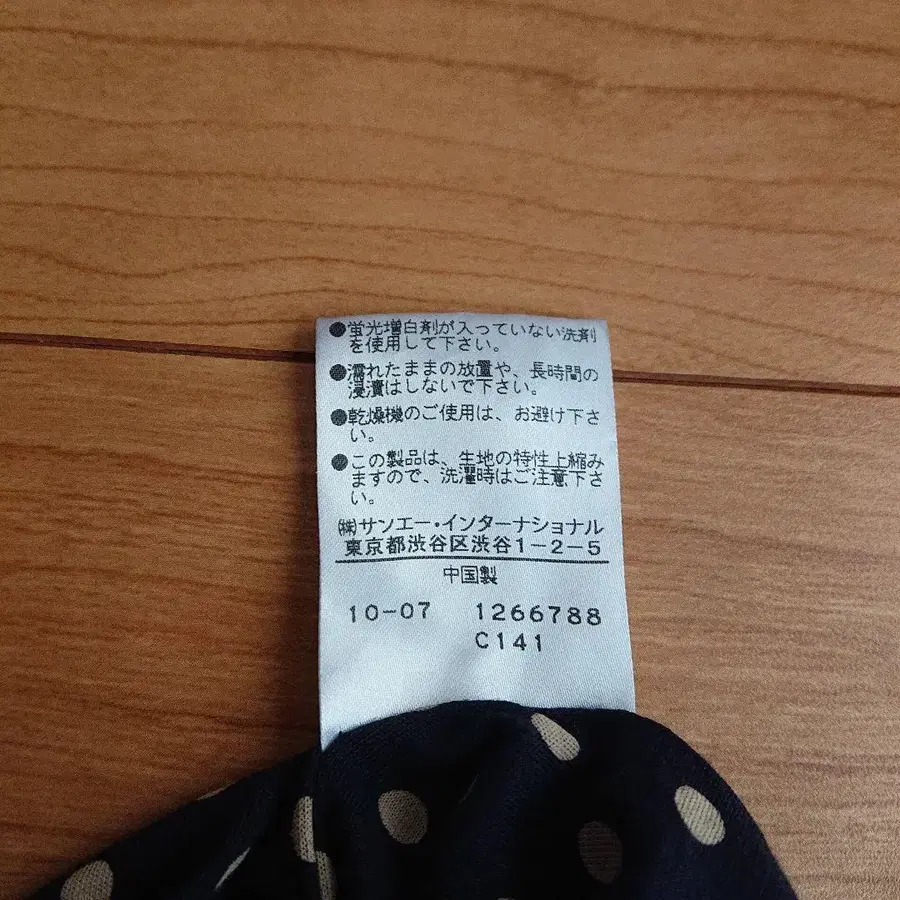 ●蛍光増白剤が入っていない洗剤
を使用して下さい。
●濡れたままの放置や、長時間の
浸漬はしないで下さい。
●乾燥機のご使用は、お避け下さ
い。
●この製品は、生地の特性上縮み
ますので、洗濯時はご注意下さ
い。
㈱サンエー・インターナショナル
東京都渋谷区渋谷1-2-5
中国製
10-07 1266788
C141